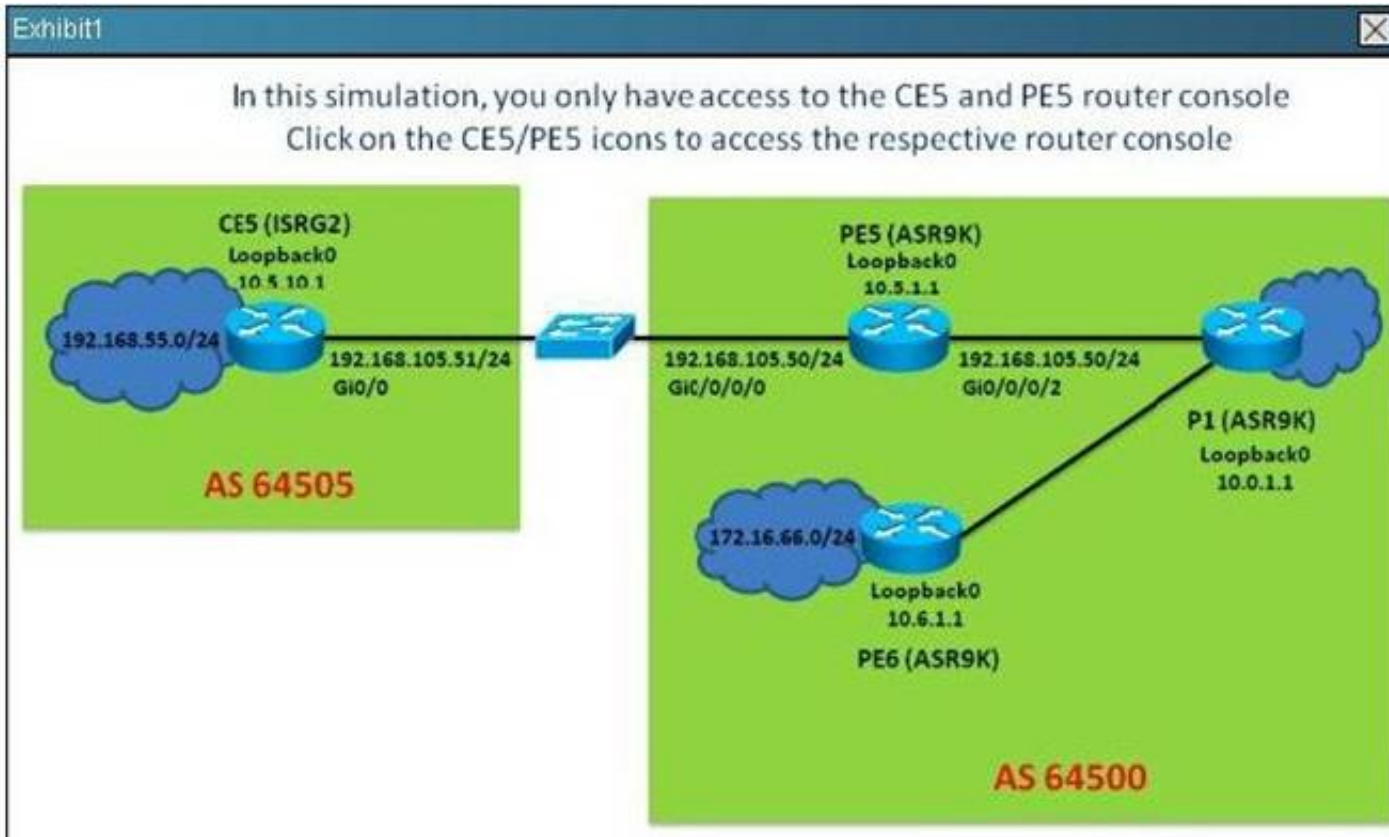 Exhibit1
In this simulation, you only have access to the CE5 and PE5 router console
Click on the CE5/PE5 icons to access the respective router console
CE5 (ISRG2)
Loopback0
10.5.10.1
192.168.55.0/24
192.168.105.51/24
Gi0/0
AS 64505
PE5 (ASR9K)
Loopback0
10.5.1.1
192.168.105.50/24
Gi0/0/0/0
192.168.105.50/24
Gi0/0/0/2
P1 (ASR9K)
Loopback0
10.0.1.1
172.16.66.0/24
Loopback0
10.6.1.1
PE6 (ASR9K)
AS 64500